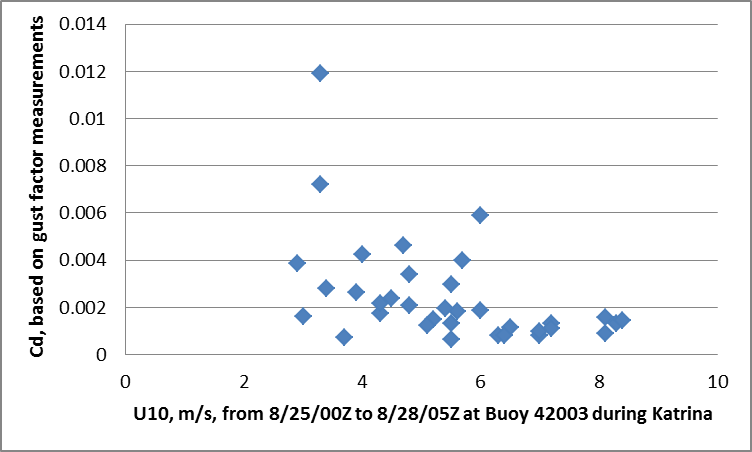 Cd, based on gust factor measurements
0.014
0.012
0.01
0.008
0.006
0.004
0.002
0
0 2 4 6 8 10
U10, m/s, from 8/25/00Z to 8/28/05Z at Buoy 42003 during Katrina